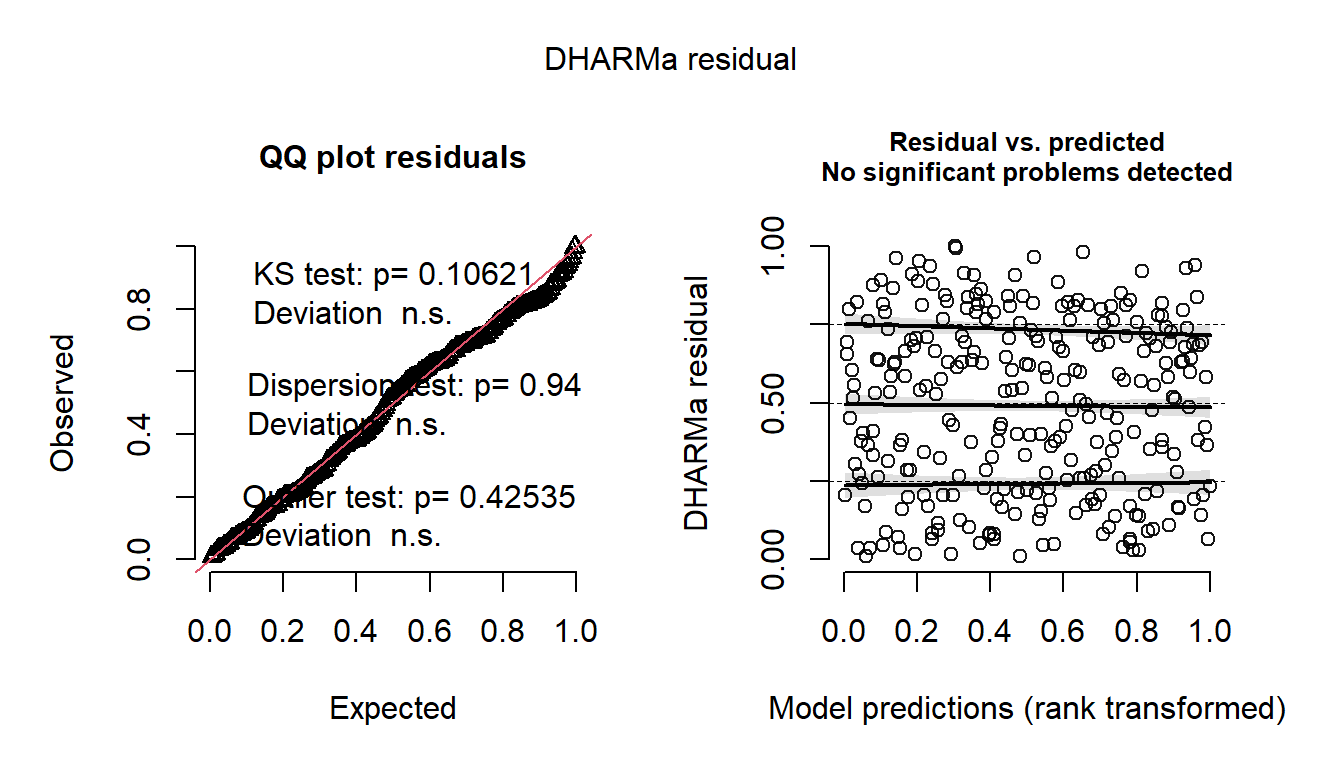 DHARMa residual
QQ plot residuals
KS test: p= 0.10621
Deviation  n.s.
Dispersion test: p= 0.94
Deviation  n.s.
Outlier test: p= 0.42535
Deviation  n.s.
Observed
0.0
0.4
0.8
0.0 0.2 0.4 0.6 0.8 1.0
Expected
Residual vs. predicted
No significant problems detected
DHARMa residual
0.00
0.50
1.00
0.0 0.2 0.4 0.6 0.8 1.0
Model predictions (rank transformed)